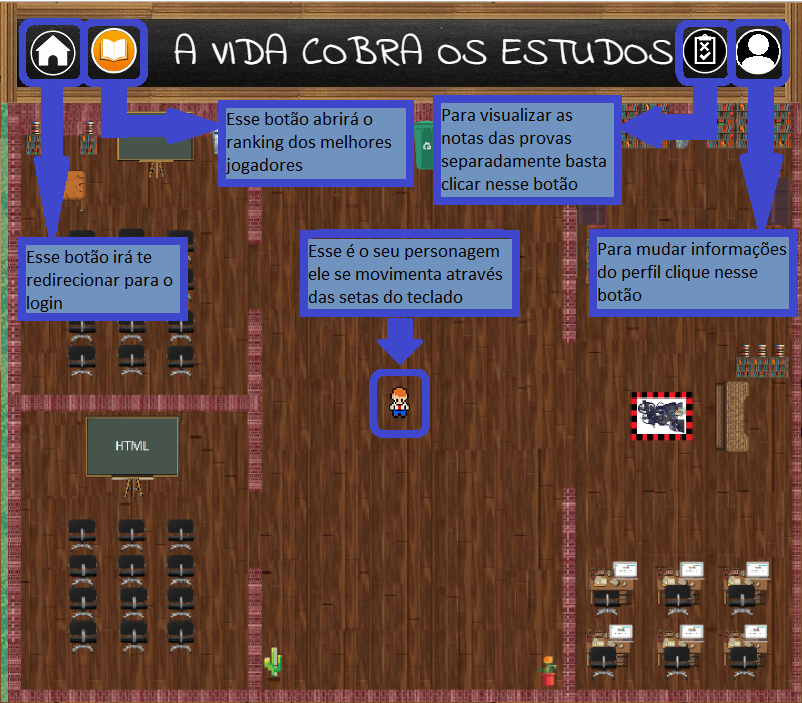 A VIDA COBRA OS ESTUDOS
Esse botão abrirá o
ranking dos melhores
jogadores
Para visualizar as
notas das provas
separadamente basta
clicar nesse botão
Esse botão irá te
redirecionar para o
login
Esse é o seu personagem
ele se movimenta através
das setas do teclado
Para mudar informações
do perfil clique nesse
botão
HTML